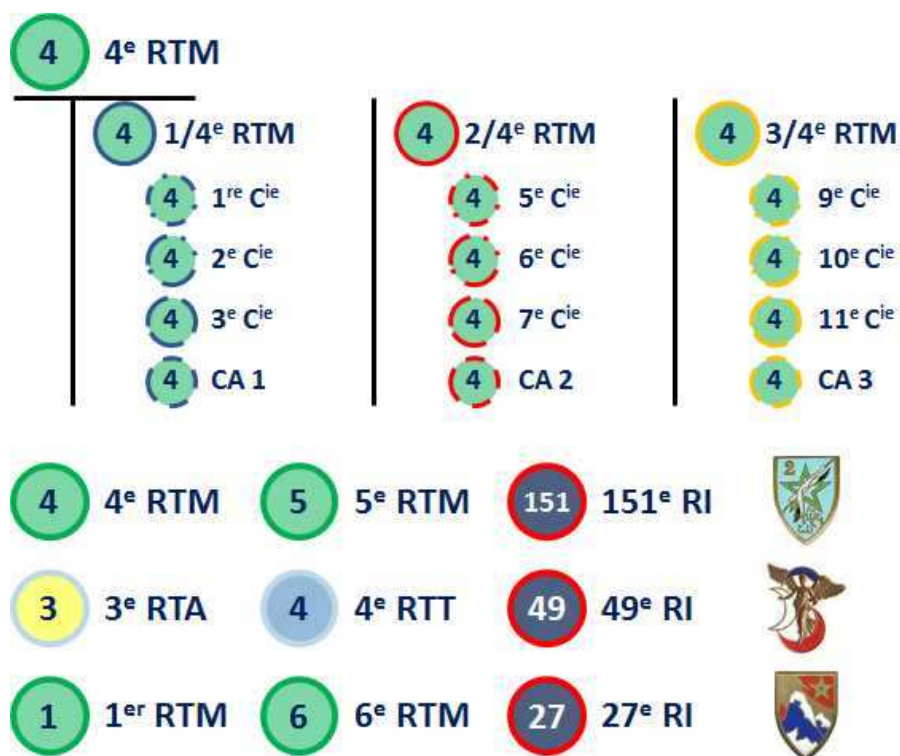 4 4e RTM
4 1/4e RTM 4 2/4e RTM 4 3/4e RTM
4 1re Cie 4 5e Cie 4 9e Cie
4 2e Cie 4 6e Cie 4 10e Cie
4 3e Cie 4 7e Cie 4 11e Cie
4 CA 1 4 CA 2 4 CA 3
4 4e RTM 5 5e RTM 151 151e RI 2
3 3e RTA 4 4e RTT 49 49e RI
1 1er RTM 6 6e RTM 27 27e RI